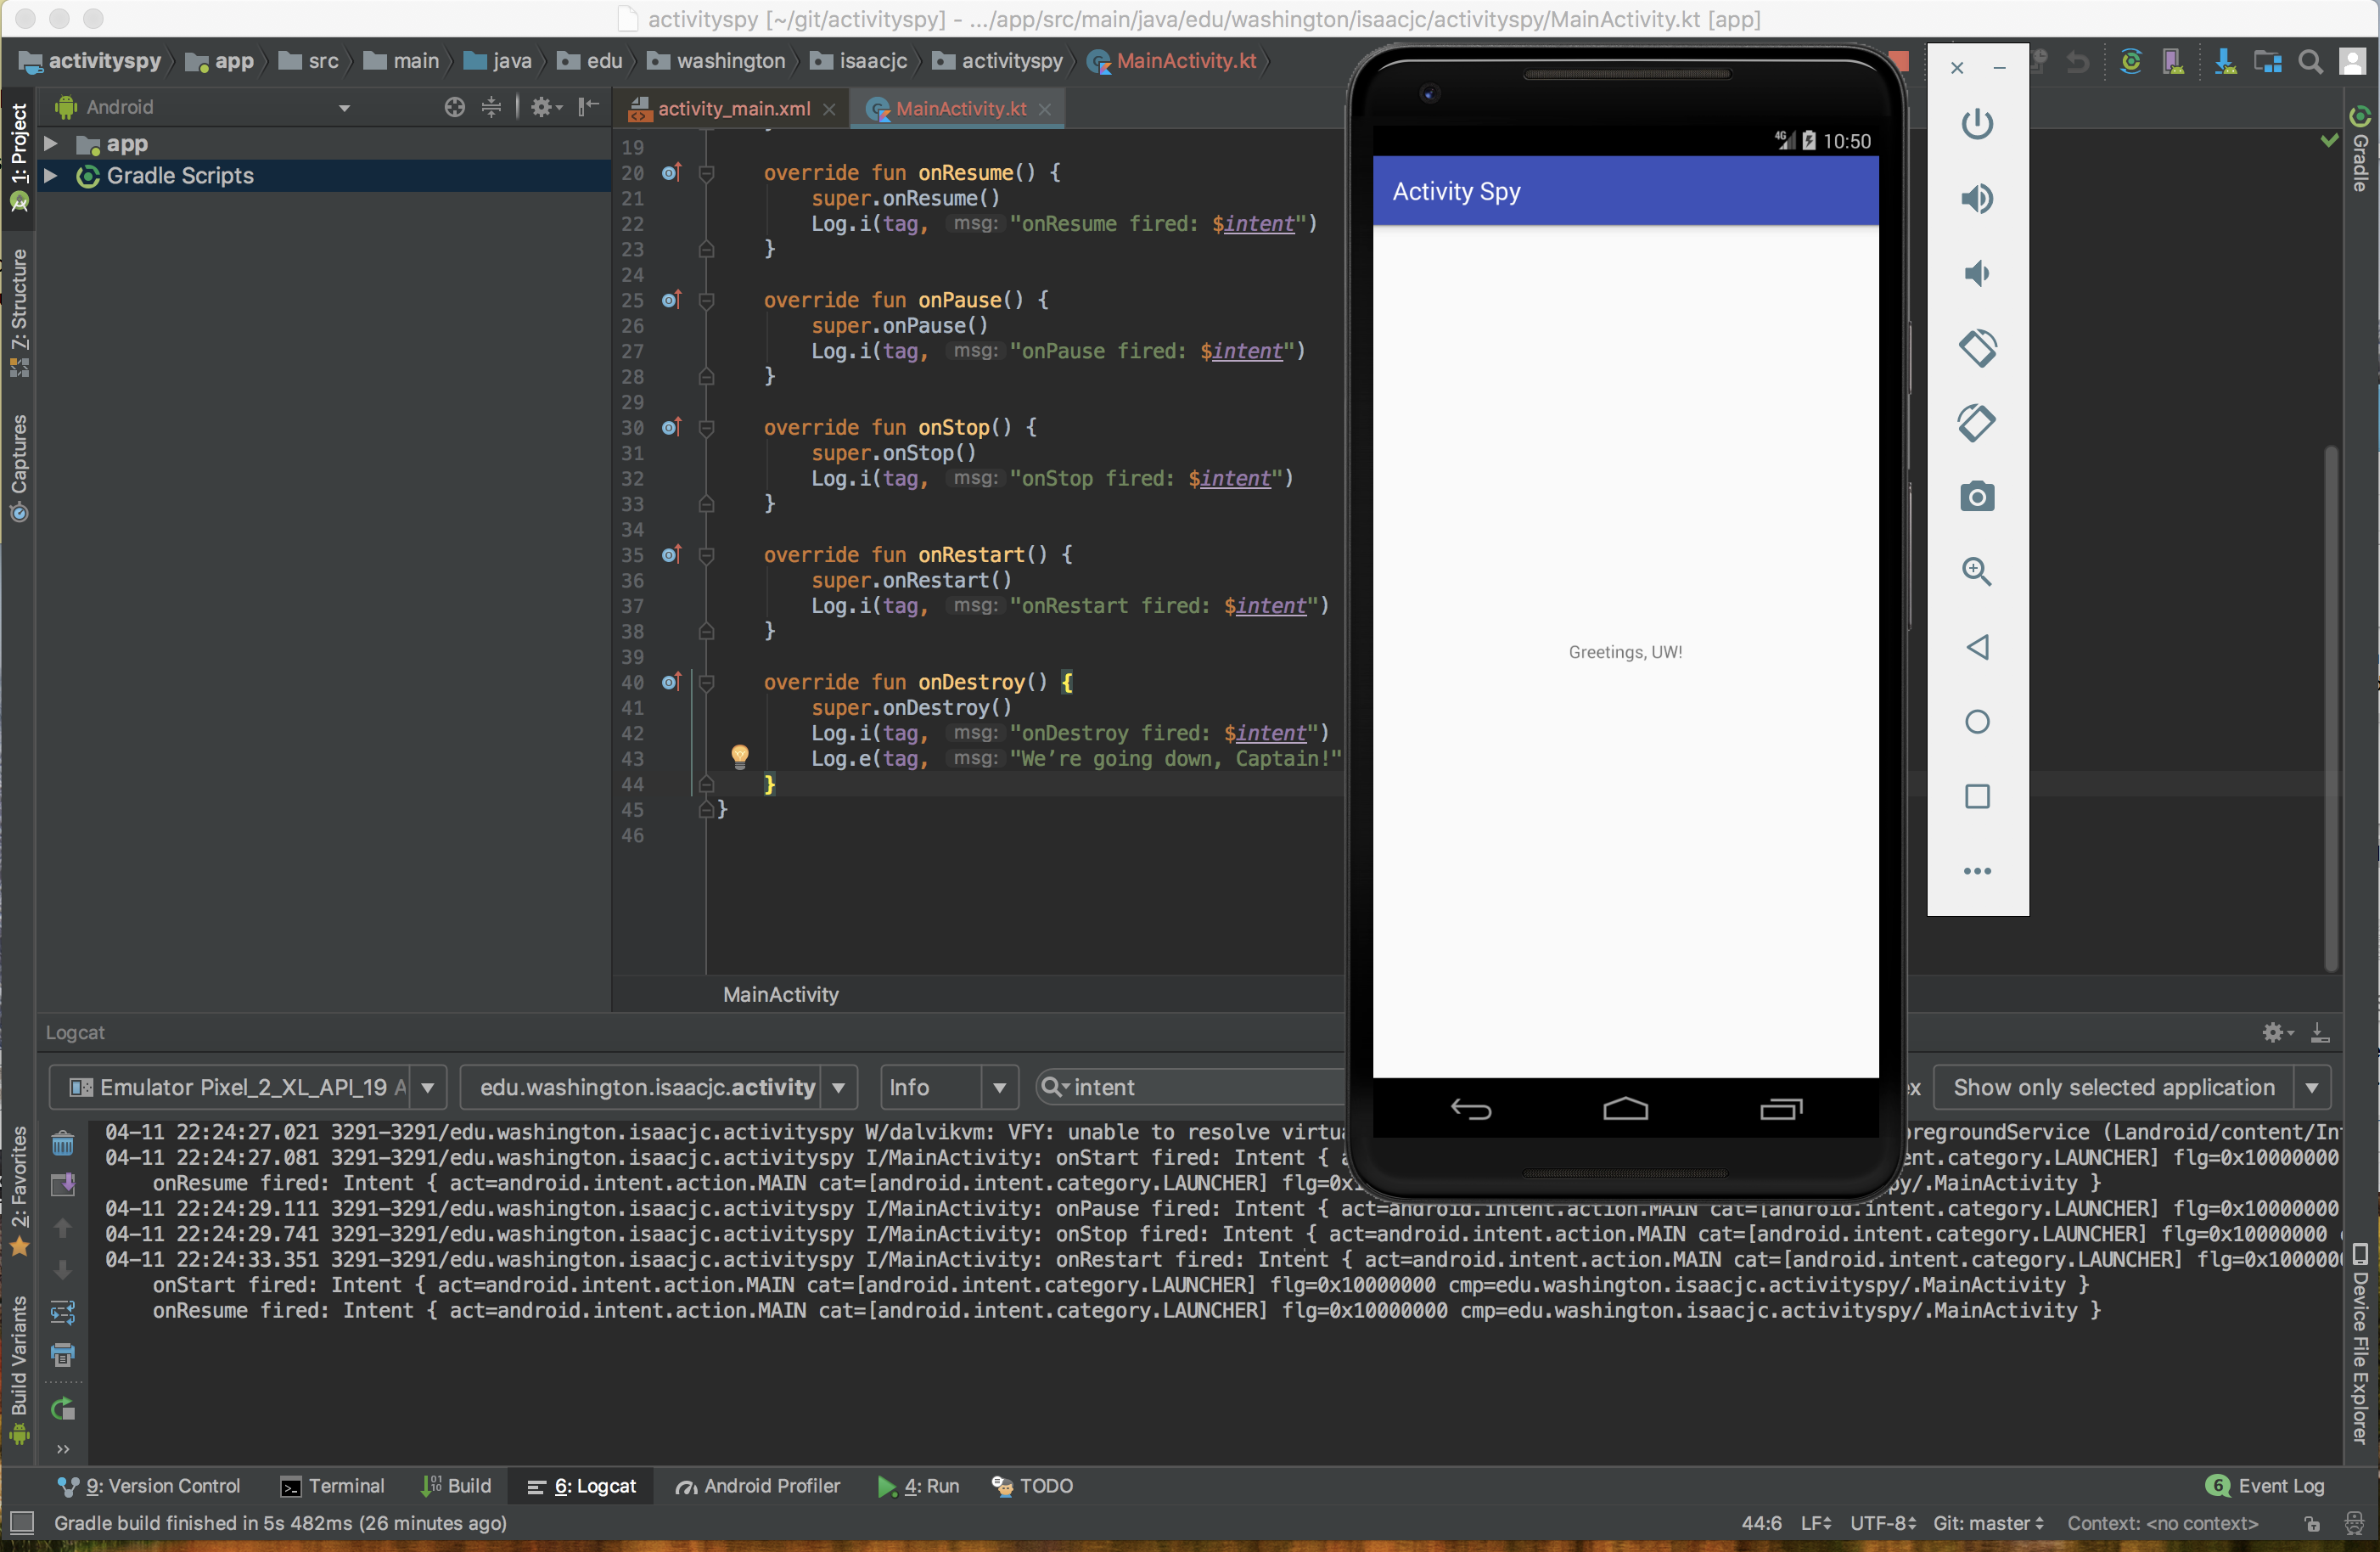 activityspy [~/git/activityspy] - .../app/src/main/java/edu/washington/isaacjc/activityspy/MainActivity.kt [app]
activityspy app src main java edu washington isaacjc activityspy MainActivity.kt
Android
activity_main.xml MainActivity.kt
1: Project
7: Structure
Captures
2: Favorites
Build Variants
app
Gradle Scripts
19
20 override fun onResume() {
21 super.onResume()
22 Log.i(tag, msg: "onResume fired: $intent")
23 }
24
25 override fun onPause() {
26 super.onPause()
27 Log.i(tag, msg: "onPause fired: $intent")
28 }
29
30 override fun onStop() {
31 super.onStop()
32 Log.i(tag, msg: "onStop fired: $intent")
33 }
34
35 override fun onRestart() {
36 super.onRestart()
37 Log.i(tag, msg: "onRestart fired: $intent")
38 }
39
40 override fun onDestroy() {
41 super.onDestroy()
42 Log.i(tag, msg: "onDestroy fired: $intent")
43 Log.e(tag, msg: "We’re going down, Captain!"
44 }
45 }
46
MainActivity
4G 10:50
Activity Spy
Greetings, UW!
Gradle
Device File Explorer
Logcat
Emulator Pixel_2_XL_API_19 A edu.washington.isaacjc.activity Info intent Show only selected application
04-11 22:24:27.021 3291-3291/edu.washington.isaacjc.activityspy W/dalvikvm: VFY: unable to resolve virtua regroundService (Landroid/content/Int
04-11 22:24:27.081 3291-3291/edu.washington.isaacjc.activityspy I/MainActivity: onStart fired: Intent { a ent.category.LAUNCHER] flg=0x10000000
onResume fired: Intent { act=android.intent.action.MAIN cat=[android.intent.category.LAUNCHER] flg=0x1 py/.MainActivity }
04-11 22:24:29.111 3291-3291/edu.washington.isaacjc.activityspy I/MainActivity: onPause fired: Intent { act=android.intent.action.MAIN cat=[android.intent.category.LAUNCHER] flg=0x10000000
04-11 22:24:29.741 3291-3291/edu.washington.isaacjc.activityspy I/MainActivity: onStop fired: Intent { act=android.intent.action.MAIN cat=[android.intent.category.LAUNCHER] flg=0x10000000
04-11 22:24:33.351 3291-3291/edu.washington.isaacjc.activityspy I/MainActivity: onRestart fired: Intent { act=android.intent.action.MAIN cat=[android.intent.category.LAUNCHER] flg=0x1000000
onStart fired: Intent { act=android.intent.action.MAIN cat=[android.intent.category.LAUNCHER] flg=0x10000000 cmp=edu.washington.isaacjc.activityspy/.MainActivity }
onResume fired: Intent { act=android.intent.action.MAIN cat=[android.intent.category.LAUNCHER] flg=0x10000000 cmp=edu.washington.isaacjc.activityspy/.MainActivity }
9: Version Control Terminal Build 6: Logcat Android Profiler 4: Run TODO 6 Event Log
Gradle build finished in 5s 482ms (26 minutes ago) 44:6 LF UTF-8 Git: master Context: <no context>